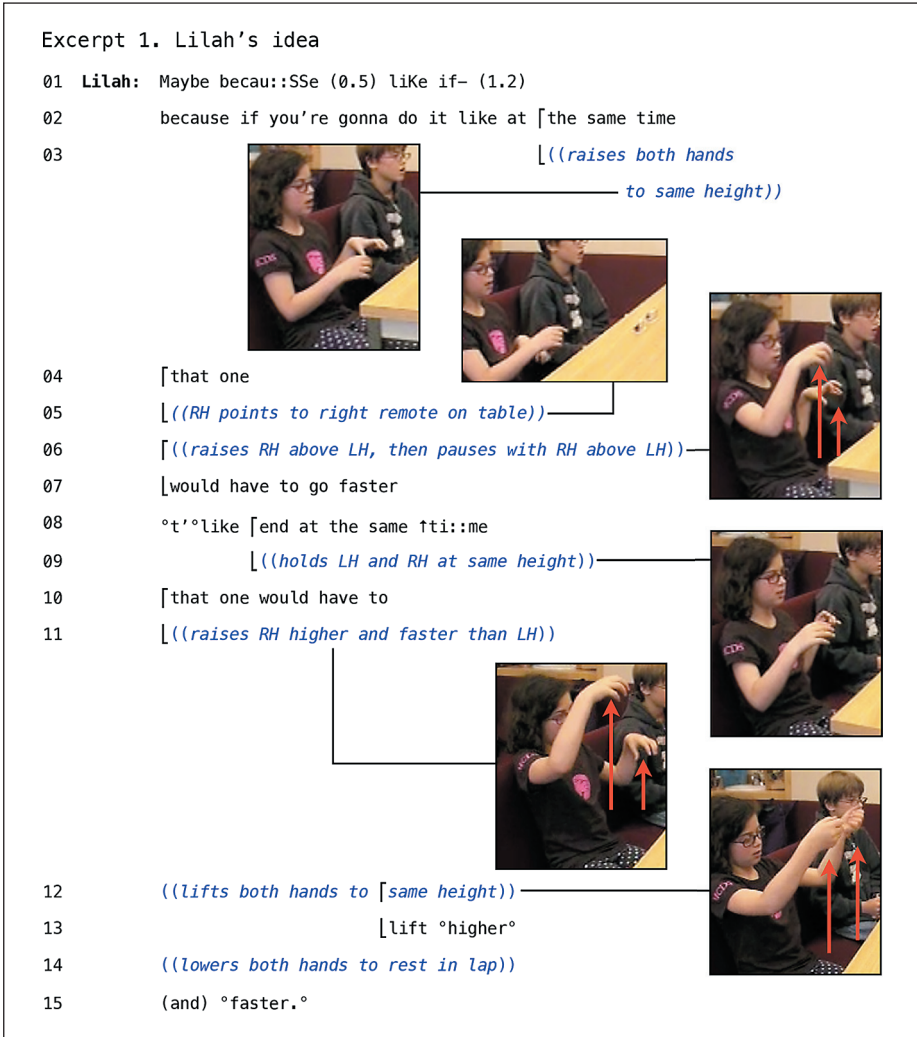 Excerpt 1. Lilah's idea
01 Lilah: Maybe becau::SSe (0.5) liKe if– (1.2)
02 because if you're gonna do it like at ⎡the same time
03 ⎣((raises both hands
to same height))
04 ⎡that one
05 ⎣((RH points to right remote on table))
06 ⎡((raises RH above LH, then pauses with RH above LH))
07 ⎣would have to go faster
08 °t'°like ⎡end at the same ↑ti::me
09 ⎣((holds LH and RH at same height))
10 ⎡that one would have to
11 ⎣((raises RH higher and faster than LH))
12 ((lifts both hands to ⎡same height))
13 ⎣lift °higher°
14 ((lowers both hands to rest in lap))
15 (and) °faster.°